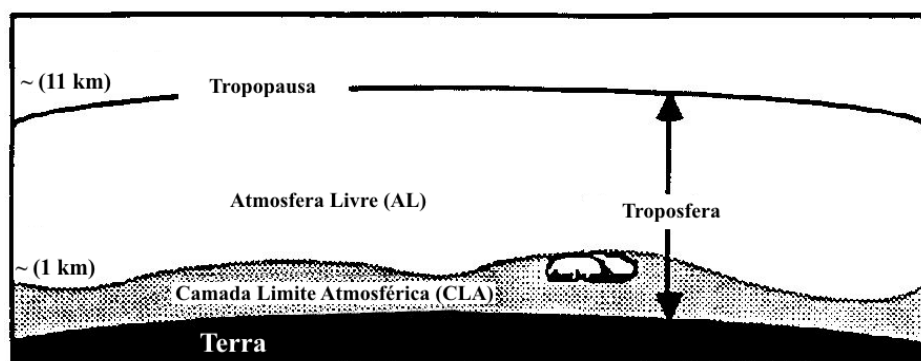 ~ (11 km)
Tropopausa
Atmosfera Livre (AL)
Troposfera
~ (1 km)
Camada Limite Atmosférica (CLA)
Terra